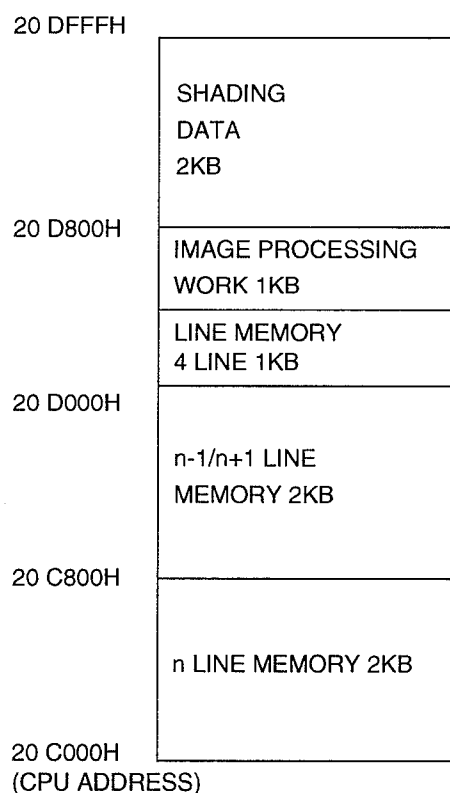 20 DFFFH
SHADING
DATA
2KB
20 D800H
IMAGE PROCESSING
WORK 1KB
LINE MEMORY
4 LINE 1KB
20 D000H
n-1/n+1 LINE
MEMORY 2KB
20 C800H
n LINE MEMORY 2KB
20 C000H
(CPU ADDRESS)